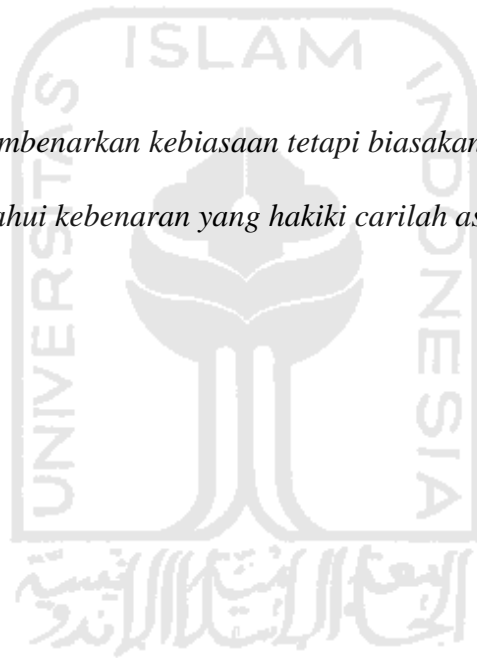 ISLAM
UNIVERSITAS
INDONESIA
mbenarkan kebiasaan tetapi biasakan
ahui kebenaran yang hakiki carilah as